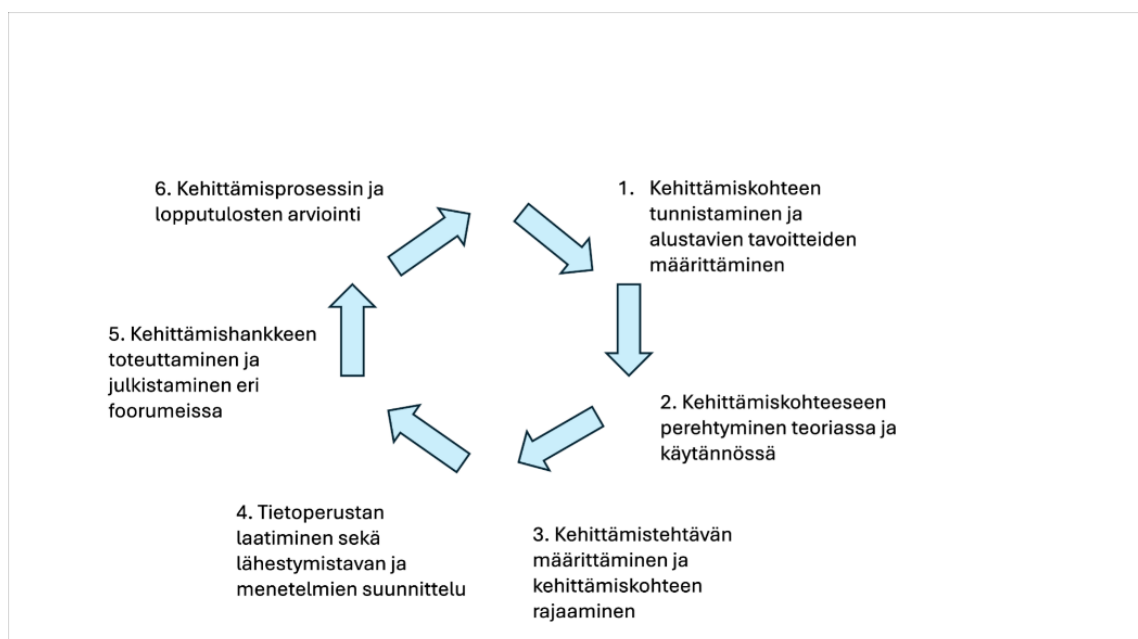 1. Kehittämiskohteen
tunnistaminen ja
alustavien tavoitteiden
määrittäminen
2. Kehittämiskohteeseen
perehtyminen teoriassa ja
käytännössä
3. Kehittämistehtävän
määrittäminen ja
kehittämiskohteen
rajaaminen
4. Tietoperustan
laatiminen sekä
lähestymistavan ja
menetelmien suunnittelu
5. Kehittämishankkeen
toteuttaminen ja
julkistaminen eri
foorumeissa
6. Kehittämisprosessin ja
lopputulosten arviointi